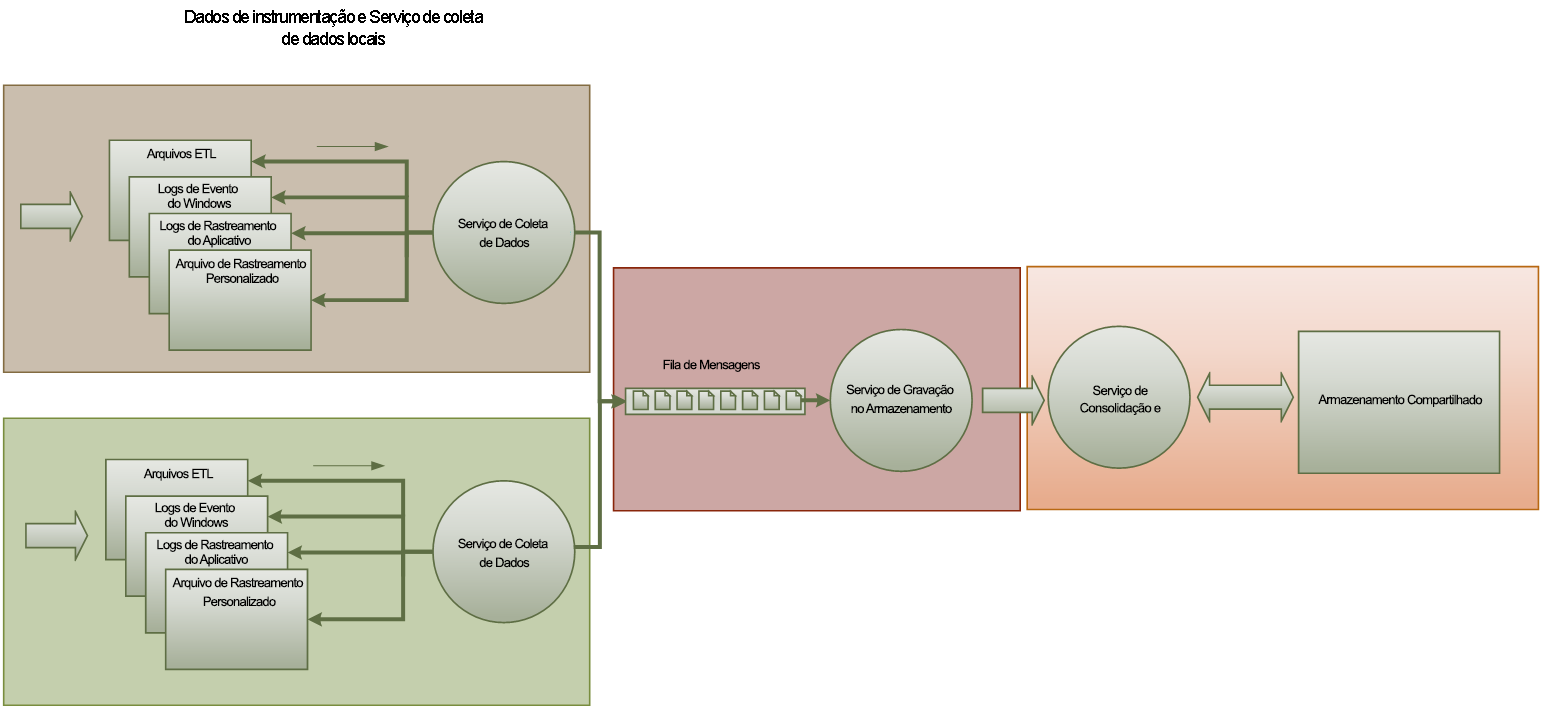 Dados de instrumentação e Serviço de coleta
de dados locais
Arquivos ETL
Logs de Evento
do Windows
Logs de Rastreamento
do Aplicativo
Arquivo de Rastreamento
Personalizado
Serviço de Coleta
de Dados
Fila de Mensagens
Serviço de Gravação
no Armazenamento
Serviço de
Consolidação e
Armazenamento Compartilhado
Arquivos ETL
Logs de Evento
do Windows
Logs de Rastreamento
do Aplicativo
Arquivo de Rastreamento
Personalizado
Serviço de Coleta
de Dados